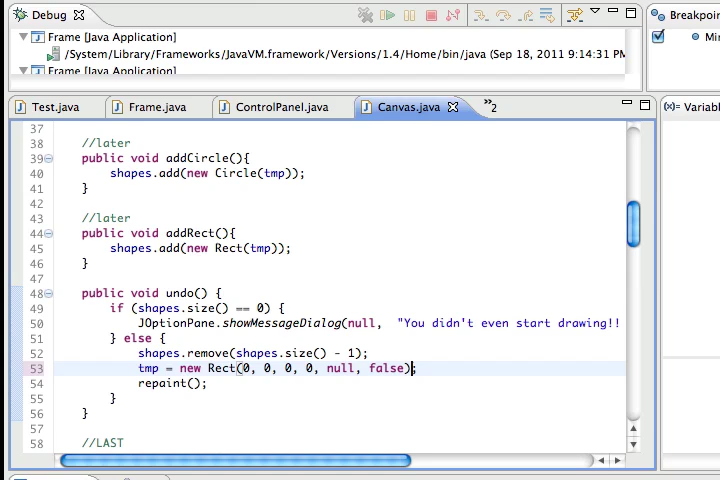 Debug
Breakpoin
Frame [Java Application]
/System/Library/Frameworks/JavaVM.framework/Versions/1.4/Home/bin/java (Sep 18, 2011 9:14:31 PM
Frame [Java Application]
Test.java
Frame.java
ControlPanel.java
Canvas.java
»2
(x)= Variabl
37
38 //later
39 public void addCircle(){
40 shapes.add(new Circle(tmp));
41 }
42
43 //later
44 public void addRect(){
45 shapes.add(new Rect(tmp));
46 }
47
48 public void undo() {
49 if (shapes.size() == 0) {
50 JOptionPane.showMessageDialog(null, "You didn't even start drawing!!
51 } else {
52 shapes.remove(shapes.size() - 1);
53 tmp = new Rect(0, 0, 0, 0, null, false);
54 repaint();
55 }
56 }
57
58 //LAST